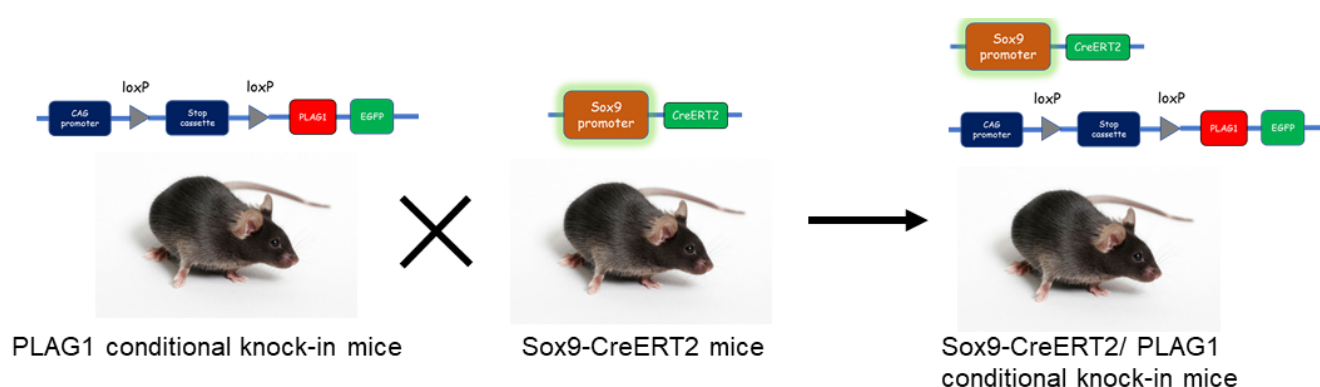 loxP loxP
CAG promoter
Stop cassette
PLAG1
EGFP
PLAG1 conditional knock-in mice
Sox9 promoter
CreERT2
Sox9-CreERT2 mice
Sox9 promoter
CreERT2
loxP loxP
CAG promoter
Stop cassette
PLAG1
EGFP
Sox9-CreERT2/ PLAG1
conditional knock-in mice